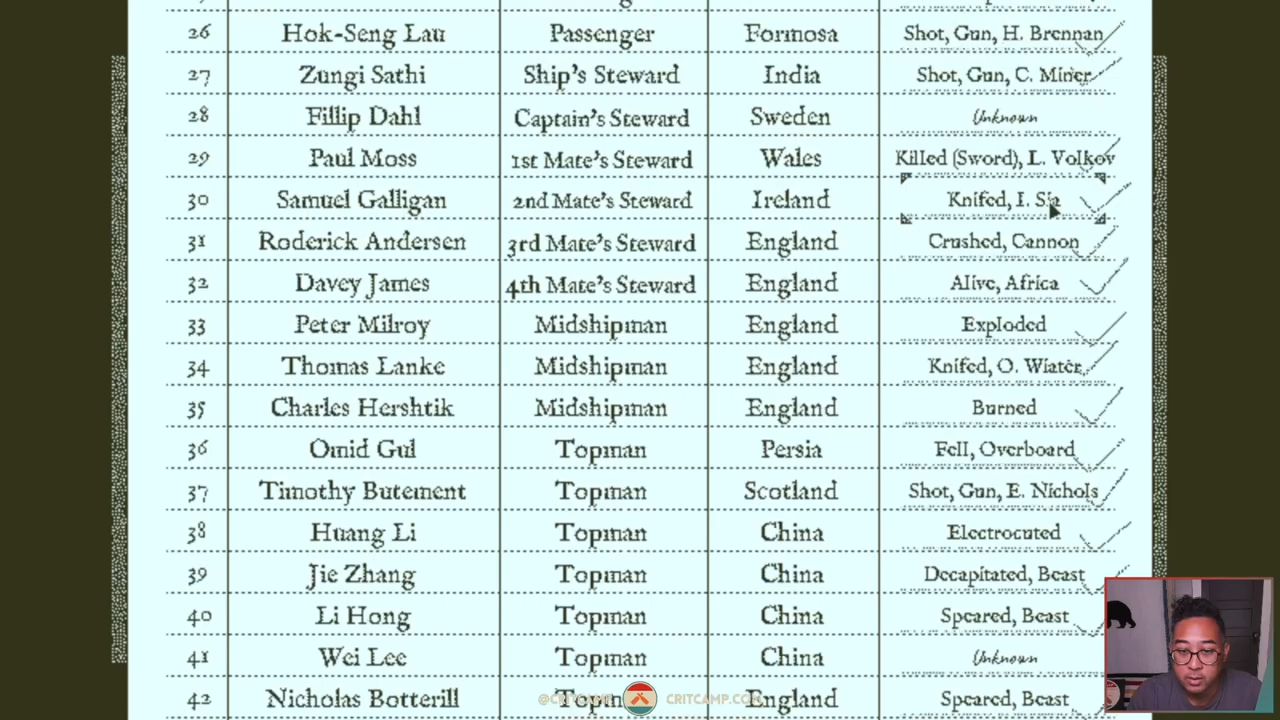 26 Hok-Seng Lau Passenger Formosa Shot, Gun, H. Brennan
27 Zungi Sathi Ship's Steward India Shot, Gun, C. Miner
28 Fillip Dahl Captain's Steward Sweden Unknown
29 Paul Moss 1st Mate's Steward Wales Killed (Sword), L. Volkov
30 Samuel Galligan 2nd Mate's Steward Ireland Knifed, I. Sia
31 Roderick Andersen 3rd Mate's Steward England Crushed, Cannon
32 Davey James 4th Mate's Steward England Alive, Africa
33 Peter Milroy Midshipman England Exploded
34 Thomas Lanke Midshipman England Knifed, O. Wiater
35 Charles Hershtik Midshipman England Burned
36 Omid Gul Topman Persia Fell, Overboard
37 Timothy Butement Topman Scotland Shot, Gun, E. Nichols
38 Huang Li Topman China Electrocuted
39 Jie Zhang Topman China Decapitated, Beast
40 Li Hong Topman China Speared, Beast
41 Wei Lee Topman China Unknown
42 Nicholas Botterill England Speared, Beast
@CRITCAMP CRITCAMP.COM